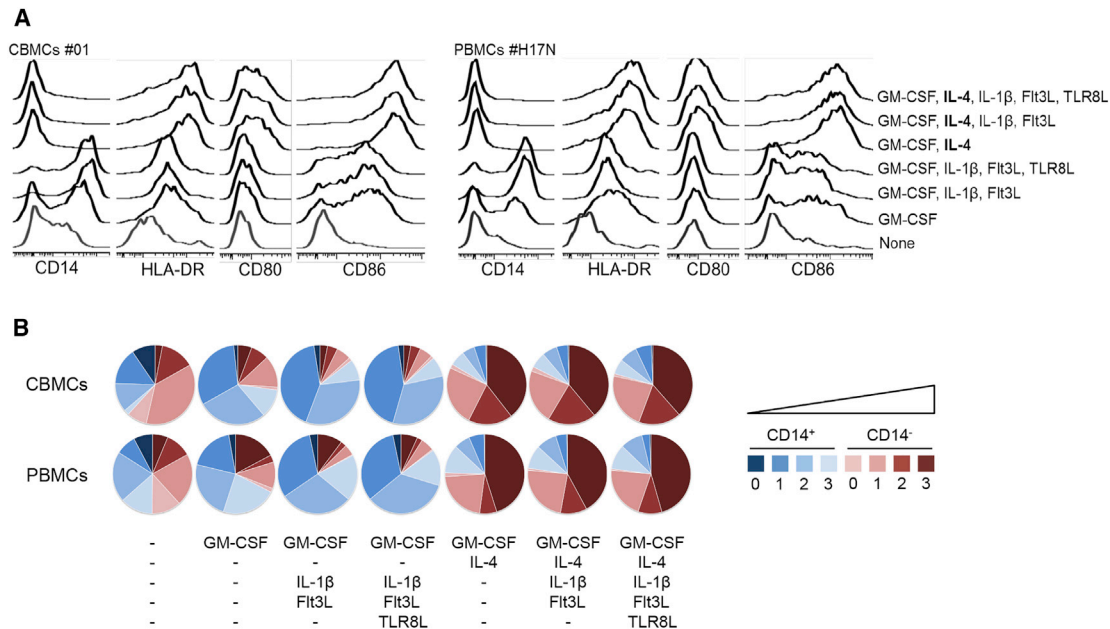 A
CBMCs #01
PBMCs #H17N
GM-CSF, IL-4, IL-1β, Flt3L, TLR8L
GM-CSF, IL-4, IL-1β, Flt3L
GM-CSF, IL-4
GM-CSF, IL-1β, Flt3L, TLR8L
GM-CSF, IL-1β, Flt3L
GM-CSF
None
CD14 HLA-DR CD80 CD86 CD14 HLA-DR CD80 CD86
B
CBMCs
PBMCs
CD14+ CD14-
0 1 2 3 0 1 2 3
- GM-CSF GM-CSF GM-CSF GM-CSF GM-CSF GM-CSF
- - - - IL-4 IL-4 IL-4
- - IL-1β IL-1β - IL-1β IL-1β
- - Flt3L Flt3L - Flt3L Flt3L
- - - TLR8L - - TLR8L